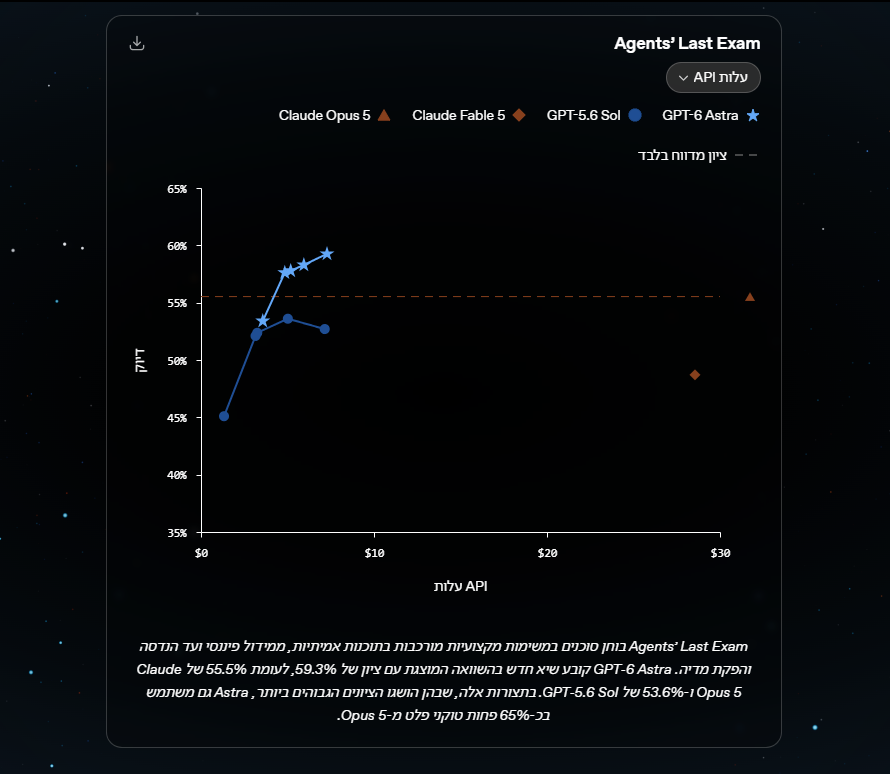 Agents’ Last Exam
עלות API
GPT-6 Astra
GPT-5.6 Sol
Claude Fable 5
Claude Opus 5
ציון מדווח בלבד
65%
60%
55%
50%
45%
40%
35%
דיוק
$0
$10
$20
$30
עלות API
Agents’ Last Exam בוחן סוכנים במשימות מקצועיות מורכבות בתוכנות אמיתיות, ממידול פיננסי ועד הנדסה
והפקת מדיה. GPT-6 Astra קובע שיא חדש בהשוואה המוצגת עם ציון של 59.3%, לעומת 55.5% של Claude
Opus 5 ו-53.6% של GPT-5.6 Sol. בתצורות אלה, שבהן הושגו הציונים הגבוהים ביותר, Astra גם משתמש
בכ-65% פחות טוקני פלט מ-Opus 5.